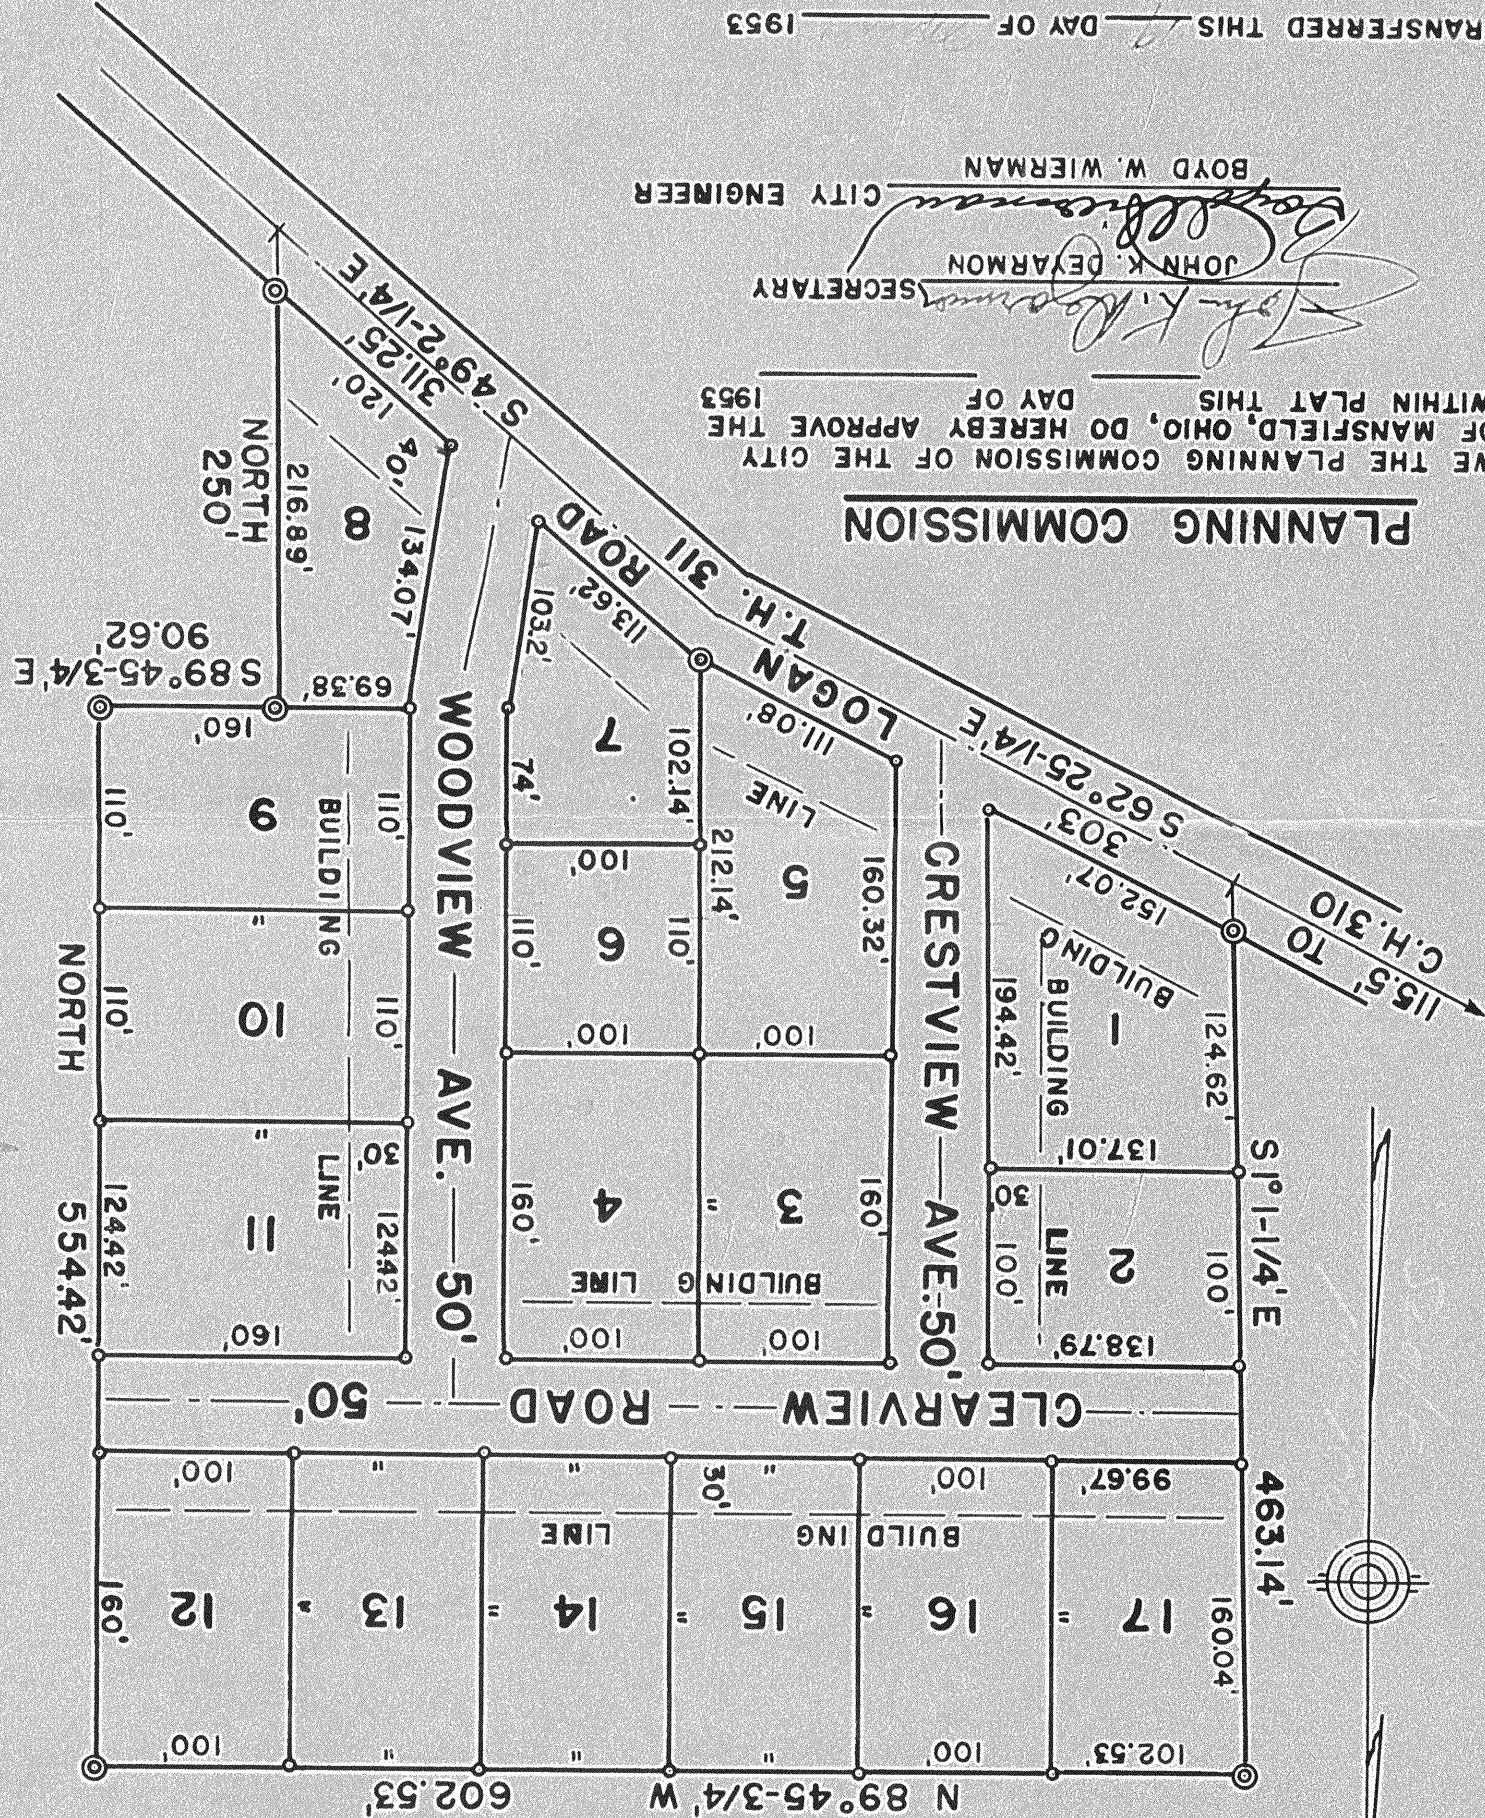 N 89°45-3/4' W 602.53'
102.53' 100' " " " 100'
17 16 15 14 13 12
160.04' " " " " " 160'
463.14'
BUILDING LINE
99.67' 100' " 30' " " 100'
CLEARVIEW ROAD 50'
138.79' 100' 100' 160'
BUILDING LINE
2 3 " 4 11
100' LINE 100' 160' 160' 124.42' LINE 124.42'
554.42'
S 1° 1-1/4' E
30' 30'
137.01' "
124.62' 1 BUILDING 194.42'
BUILDING
CRESTVIEW AVE. 50'
WOODVIEW AVE. 50'
100' 100'
110' 10 110'
NORTH
5 160.32' 212.14' 110' 6 110'
"
100'
BUILDING 110' 9 110'
152.07'
303'
S 62°25-1/4' E
115.5' TO
C.H. 310
LINE
111.08'
102.14' 7 74'
160'
LOGAN ROAD
T.H. 311
69.38' S 89°45-3/4' E
90.62'
113.62' 103.2'
134.07' 8 216.89' NORTH
250'
40'
120'
311.25'
S 49°2-1/4' E
PLANNING COMMISSION
WE THE PLANNING COMMISSION OF THE CITY
OF MANSFIELD, OHIO, DO HEREBY APPROVE THE
WITHIN PLAT THIS DAY OF 1953
John K. Deyarmon SECRETARY
JOHN K. DEYARMON
Boyd W. Wierman CITY ENGINEER
BOYD W. WIERMAN
RANSFERRED THIS DAY OF 1953